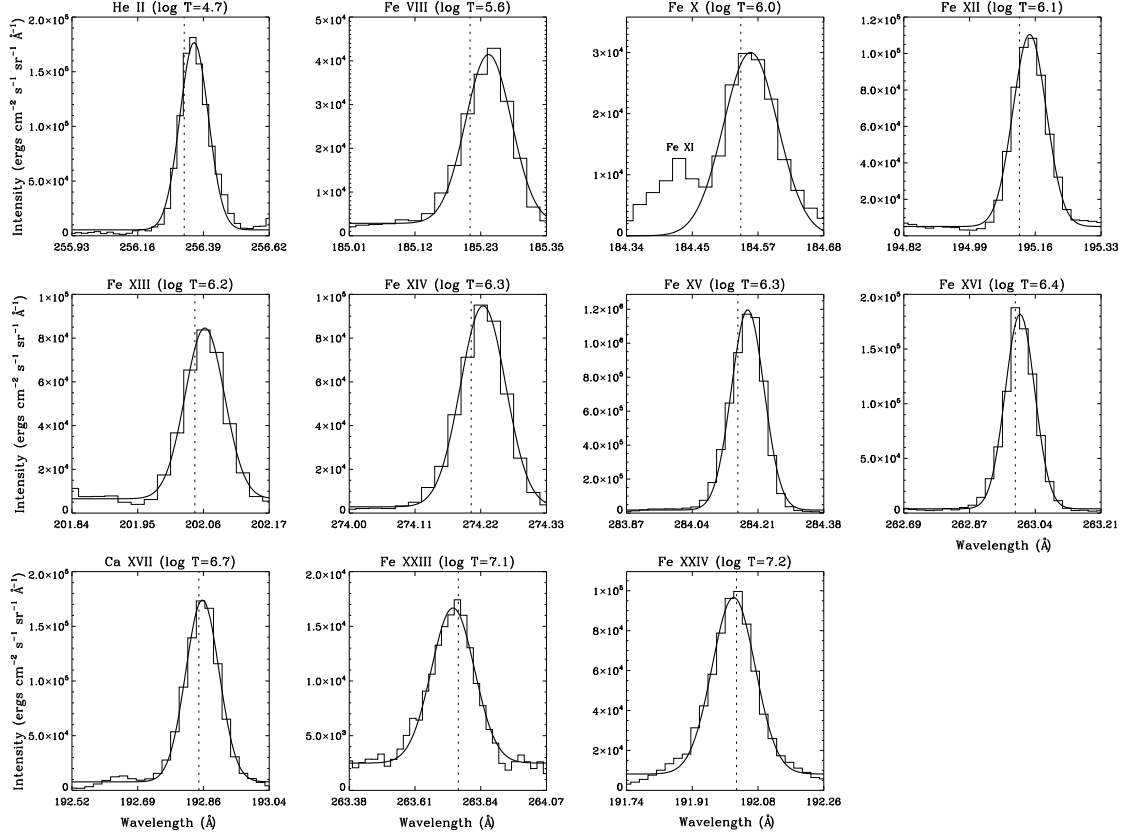 He II (log T=4.7) Fe VIII (log T=5.6) Fe X (log T=6.0) Fe XII (log T=6.1)
Intensity (ergs cm⁻² s⁻¹ sr⁻¹ Å⁻¹)
2.0×10⁵ 5×10⁴ 1.2×10⁵
1.5×10⁵ 4×10⁴ 3×10⁴ 1.0×10⁵
1.0×10⁵ 3×10⁴ 2×10⁴ 8.0×10⁴
5.0×10⁴ 2×10⁴ Fe XI 6.0×10⁴
0 1×10⁴ 1×10⁴ 4.0×10⁴
0 0 2.0×10⁴
0
255.93 256.16 256.39 256.62 185.01 185.12 185.23 185.35 184.34 184.45 184.57 184.68 194.82 194.99 195.16 195.33
Fe XIII (log T=6.2) Fe XIV (log T=6.3) Fe XV (log T=6.3) Fe XVI (log T=6.4)
Intensity (ergs cm⁻² s⁻¹ sr⁻¹ Å⁻¹)
1×10⁵ 1×10⁵ 1.2×10⁶ 2.0×10⁵
8×10⁴ 8×10⁴ 1.0×10⁶ 1.5×10⁵
6×10⁴ 6×10⁴ 8.0×10⁵ 1.0×10⁵
4×10⁴ 4×10⁴ 6.0×10⁵ 5.0×10⁴
2×10⁴ 2×10⁴ 4.0×10⁵ 0
0 0 2.0×10⁵
0
201.84 201.95 202.06 202.17 274.00 274.11 274.22 274.33 283.87 284.04 284.21 284.38 262.69 262.87 263.04 263.21
Wavelength (Å)
Ca XVII (log T=6.7) Fe XXIII (log T=7.1) Fe XXIV (log T=7.2)
Intensity (ergs cm⁻² s⁻¹ sr⁻¹ Å⁻¹)
2.0×10⁵ 2.0×10⁴ 1×10⁵
1.5×10⁵ 1.5×10⁴ 8×10⁴
1.0×10⁵ 1.0×10⁴ 6×10⁴
5.0×10⁴ 5.0×10³ 4×10⁴
0 0 2×10⁴
0
192.52 192.69 192.86 193.04 263.38 263.61 263.84 264.07 191.74 191.91 192.08 192.26
Wavelength (Å) Wavelength (Å) Wavelength (Å)